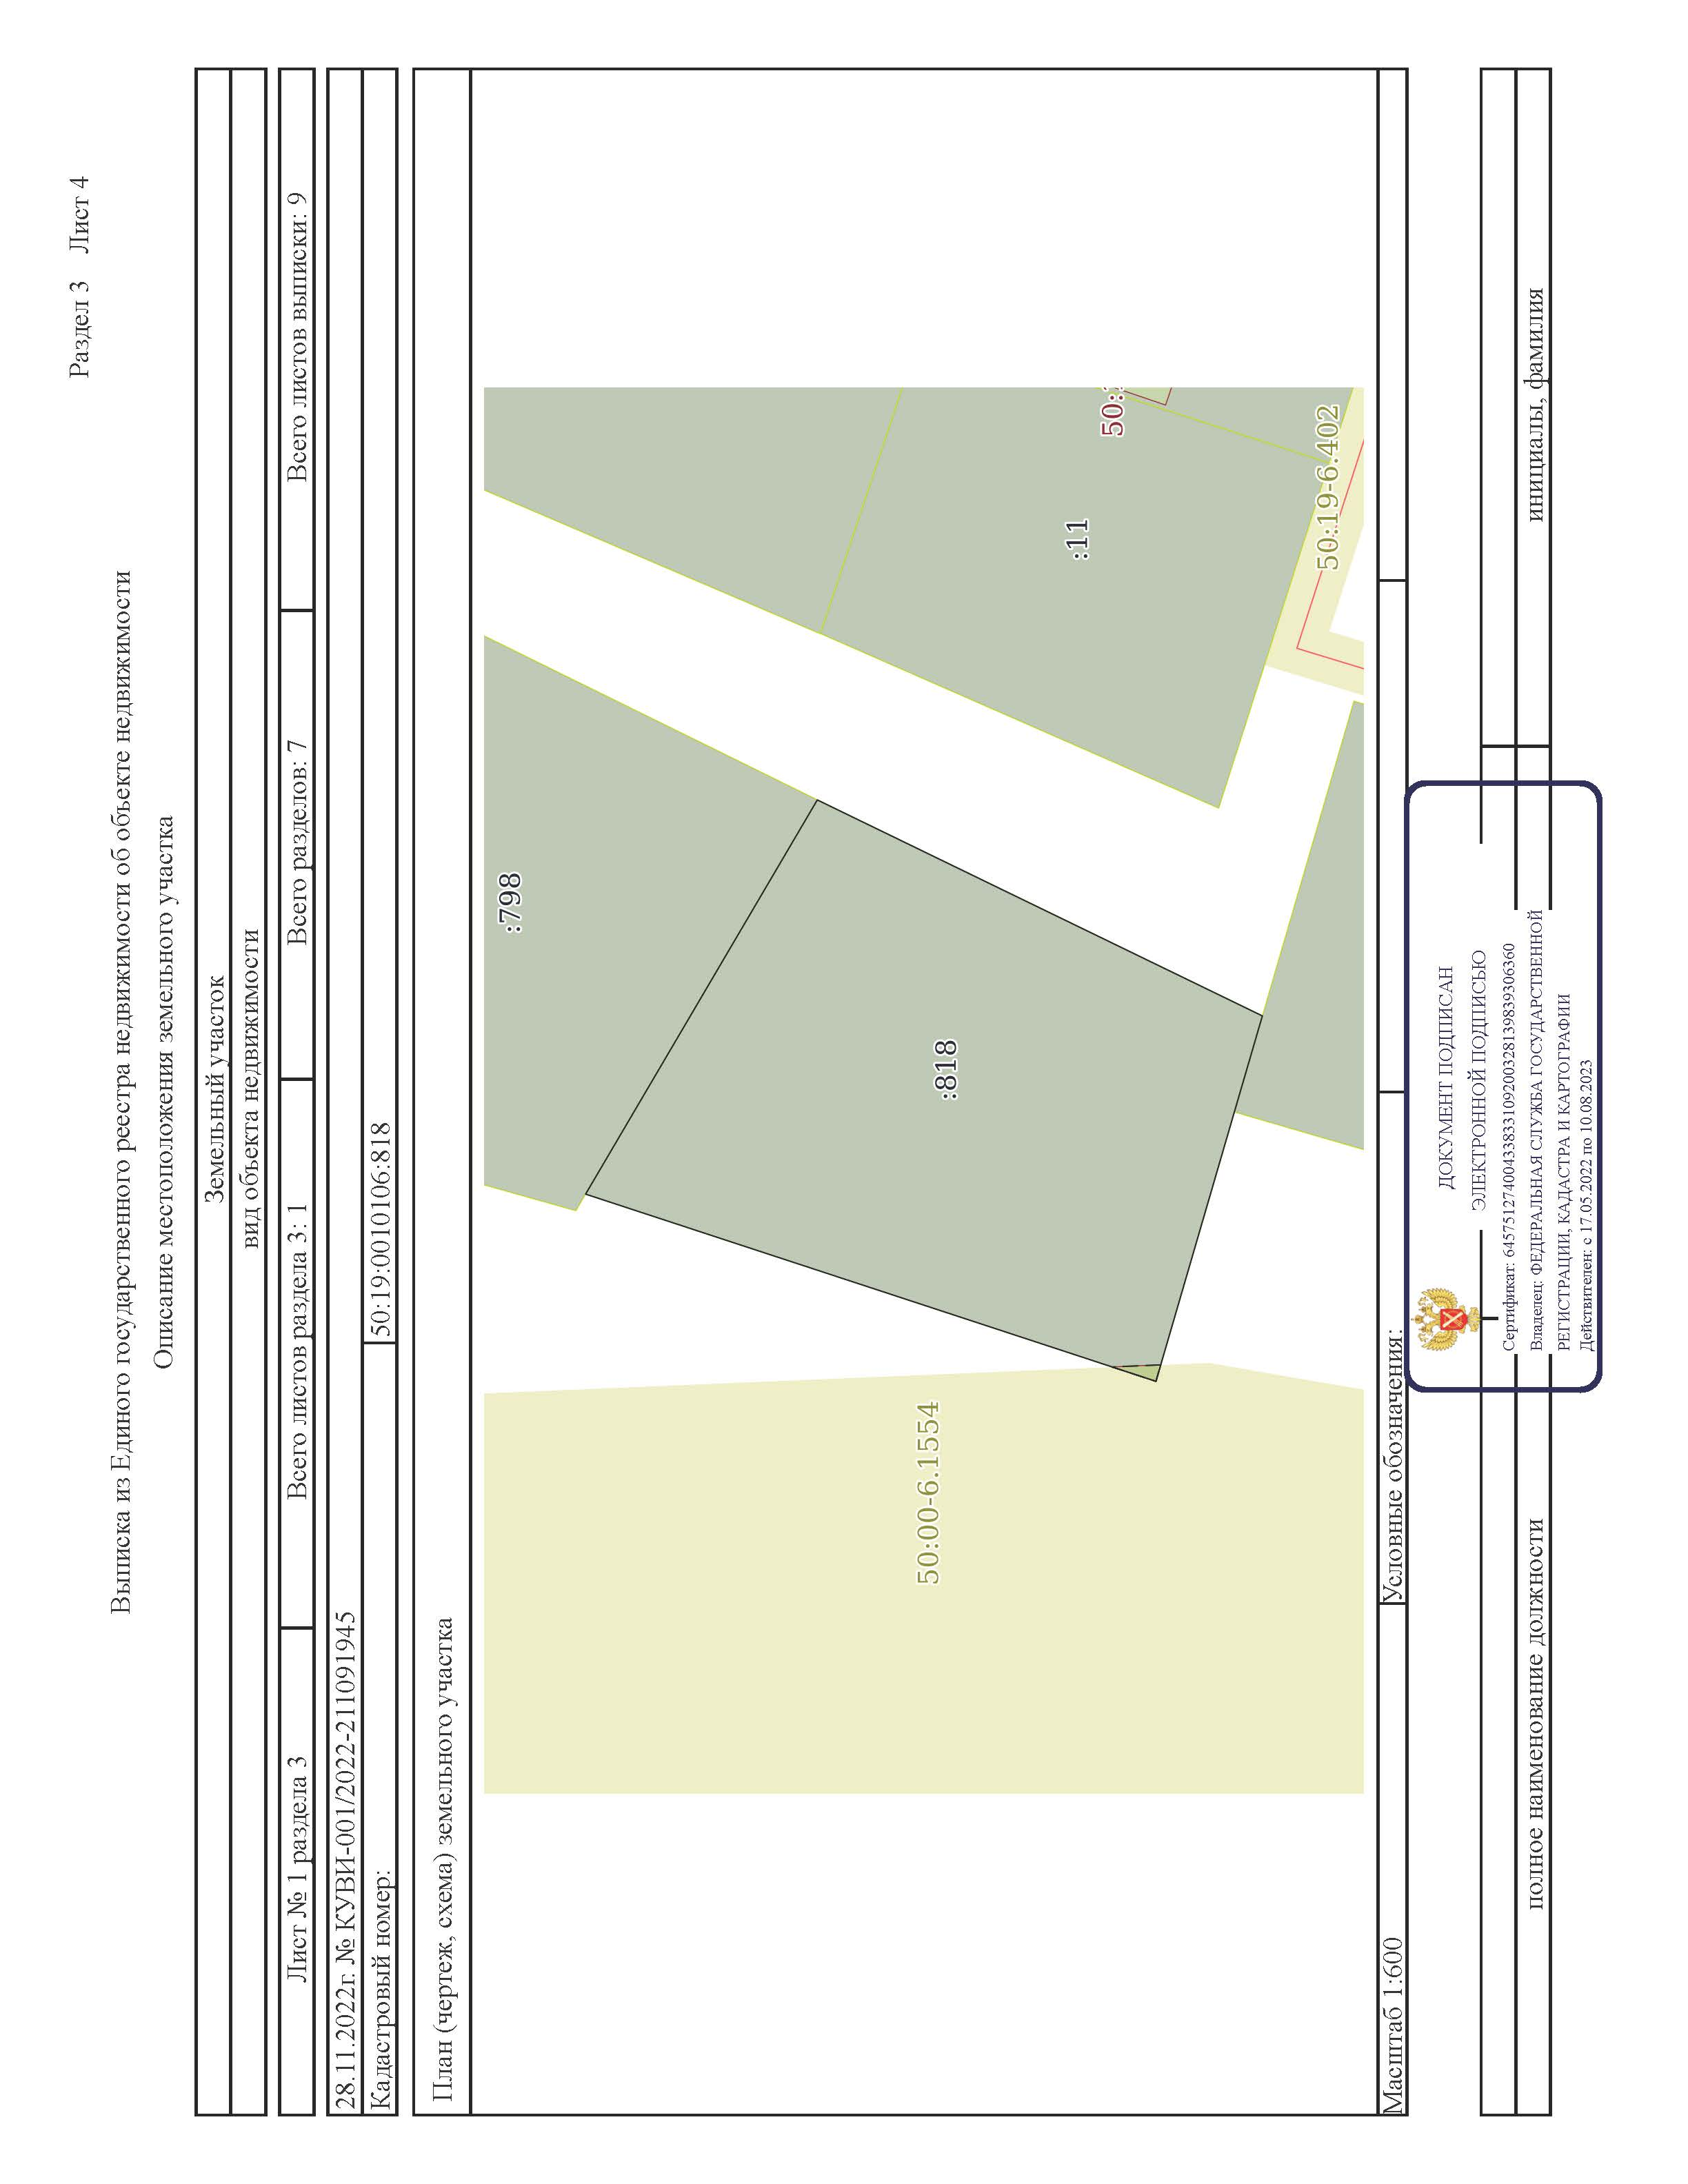 Раздел 3 Лист 4
Выписка из Единого государственного реестра недвижимости об объекте недвижимости
Описание местоположения земельного участка
Земельный участок
вид объекта недвижимости
Лист № 1 раздела 3 Всего листов раздела 3: 1 Всего разделов: 7 Всего листов выписки: 9
28.11.2022г. № КУВИ-001/2022-211091945
Кадастровый номер: 50:19:0010106:818
План (чертеж, схема) земельного участка
:798
50:00-6.1554
:818
:11
50:
50:19-6.402
Масштаб 1:600 Условные обозначения:
ДОКУМЕНТ ПОДПИСАН
ЭЛЕКТРОННОЙ ПОДПИСЬЮ
Сертификат: 64575127400433833109200328139839306360
Владелец: ФЕДЕРАЛЬНАЯ СЛУЖБА ГОСУДАРСТВЕННОЙ
РЕГИСТРАЦИИ, КАДАСТРА И КАРТОГРАФИИ
Действителен: с 17.05.2022 по 10.08.2023
полное наименование должности инициалы, фамилия